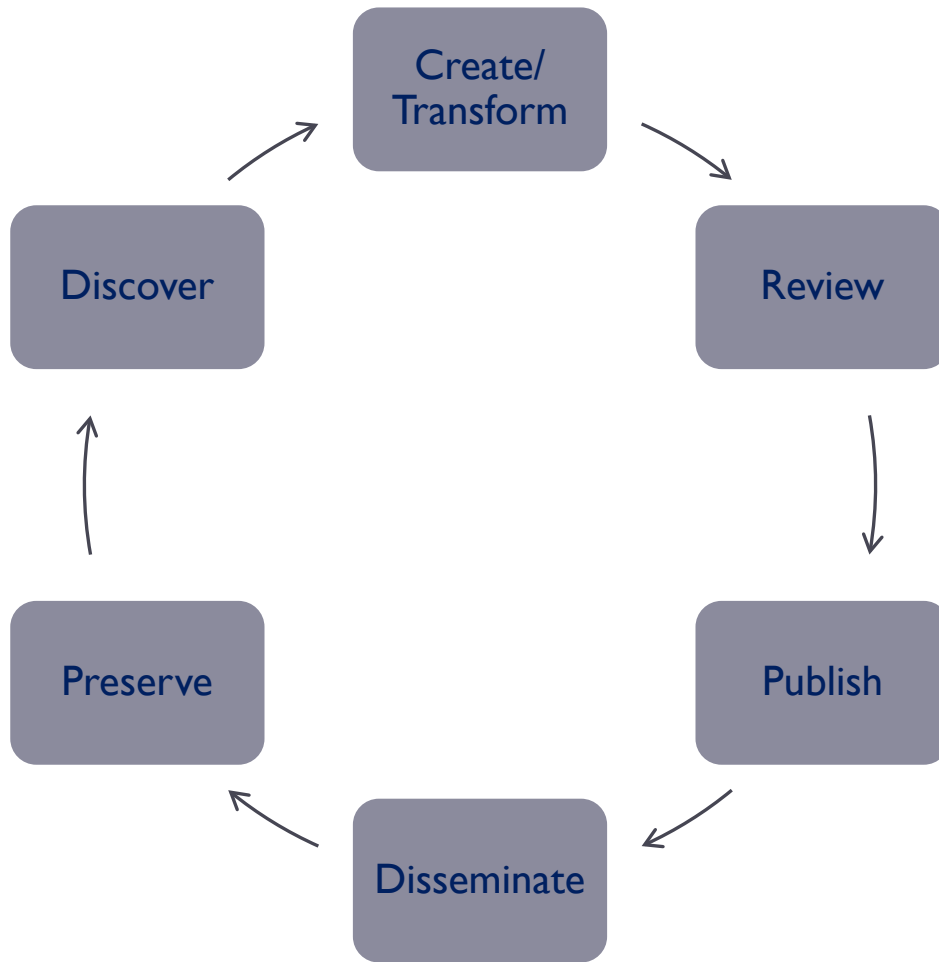 Create/
Transform
Review
Publish
Disseminate
Preserve
Discover